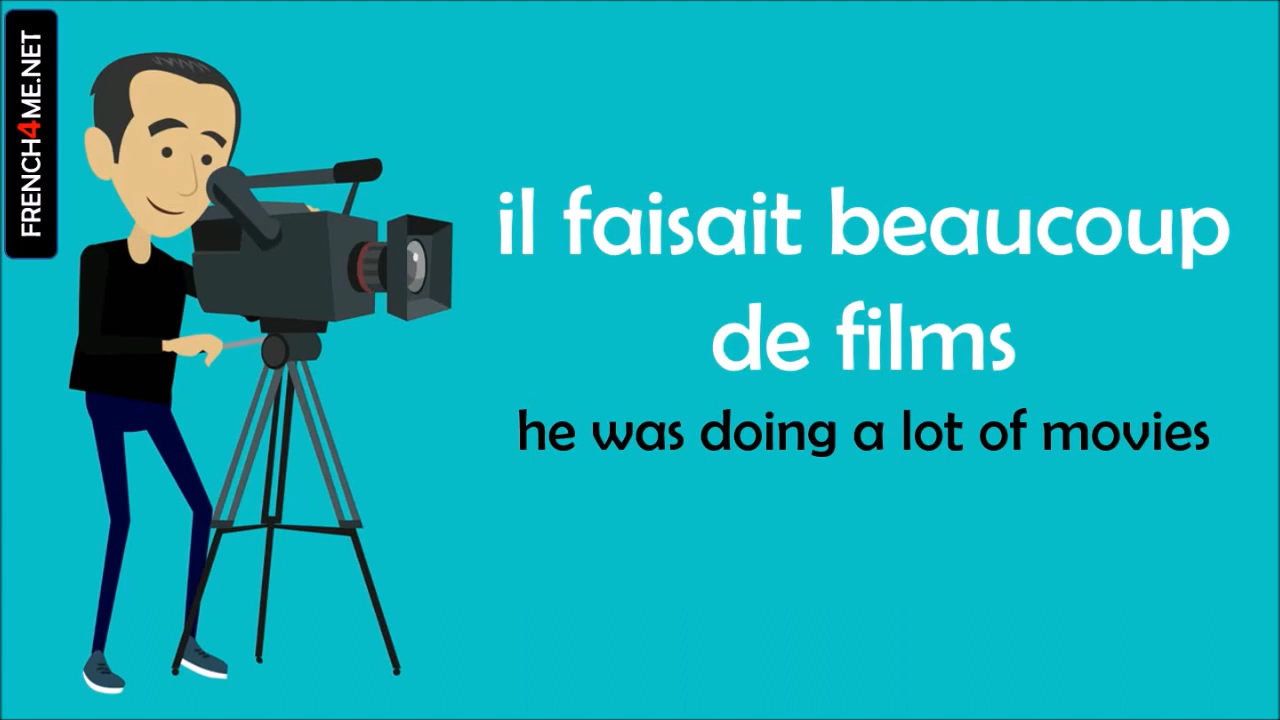 FRENCH4ME.NET
il faisait beaucoup
de films
he was doing a lot of movies